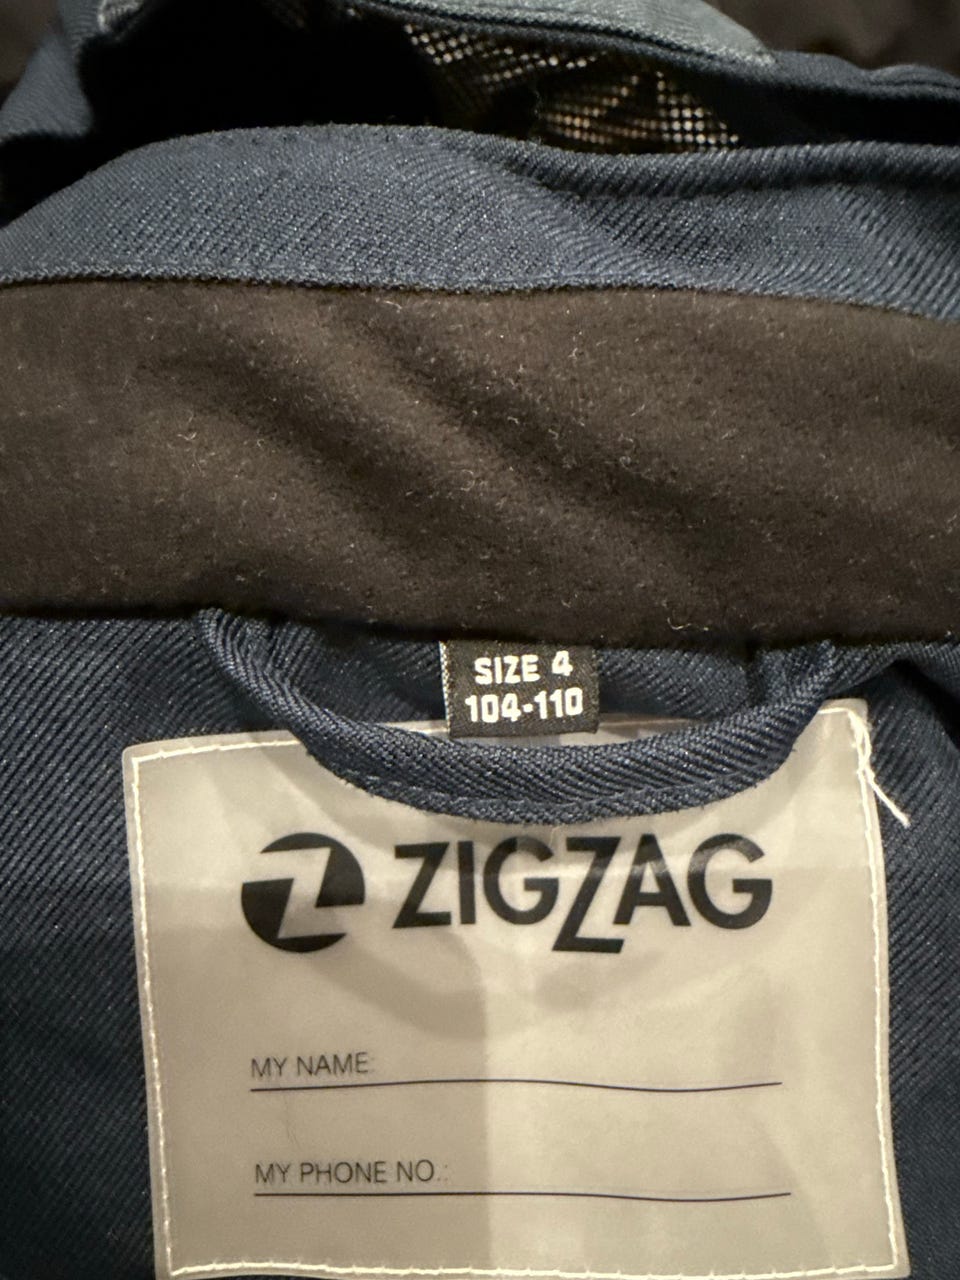 SIZE 4
104-110
ZIGZAG
MY NAME:
MY PHONE NO.: